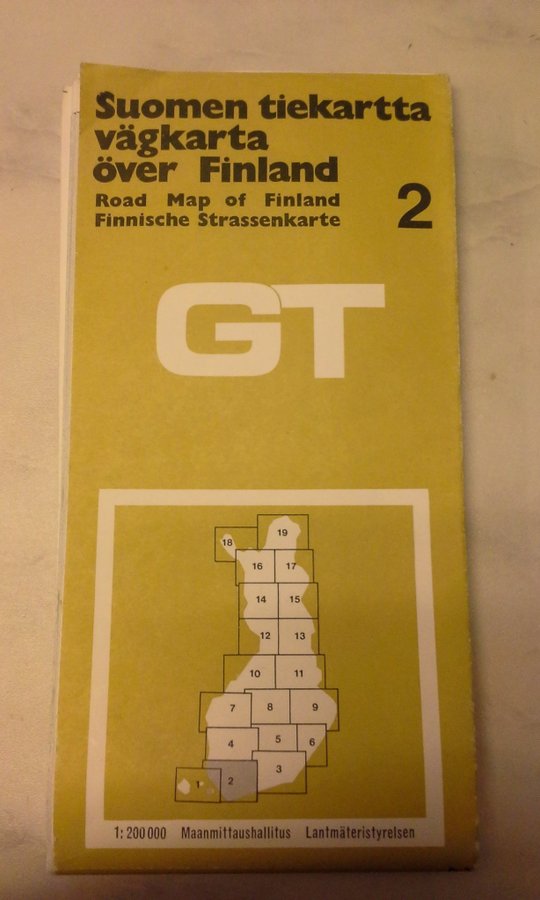 Suomen tiekartta
vägkarta
över Finland
Road Map of Finland
Finnische Strassenkarte
2
GT
19
18
16 17
14 15
12 13
10 11
7 8 9
4 5 6
3
1 2
1:200 000 Maanmittaushallitus Lantmäteristyrelsen